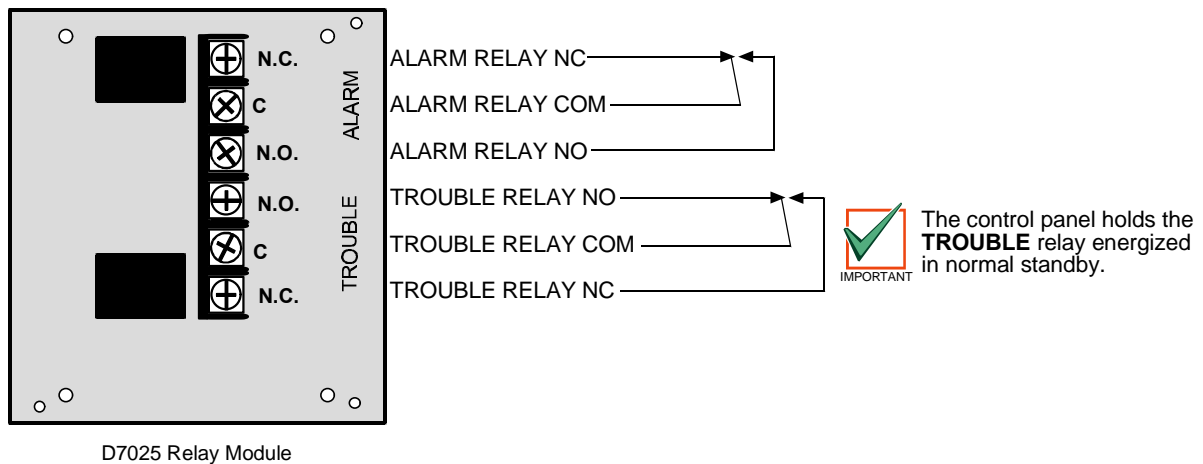 N.C.
C
N.O.
N.O.
C
N.C.
ALARM
TROUBLE
ALARM RELAY NC
ALARM RELAY COM
ALARM RELAY NO
TROUBLE RELAY NO
TROUBLE RELAY COM
TROUBLE RELAY NC
IMPORTANT
The control panel holds the
TROUBLE relay energized
in normal standby.
D7025 Relay Module